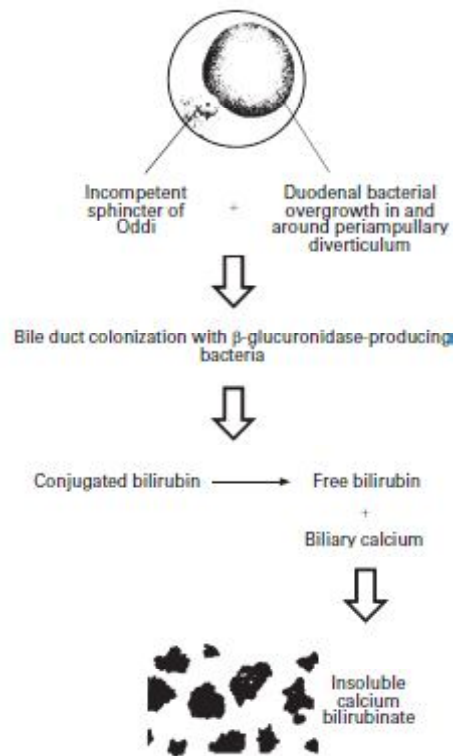 Incompetent
sphincter of
Oddi
+
Duodenal bacterial
overgrowth in and
around periampullary
diverticulum
Bile duct colonization with β-glucuronidase-producing
bacteria
Conjugated bilirubin
Free bilirubin
+
Biliary calcium
Insoluble
calcium
bilirubinate